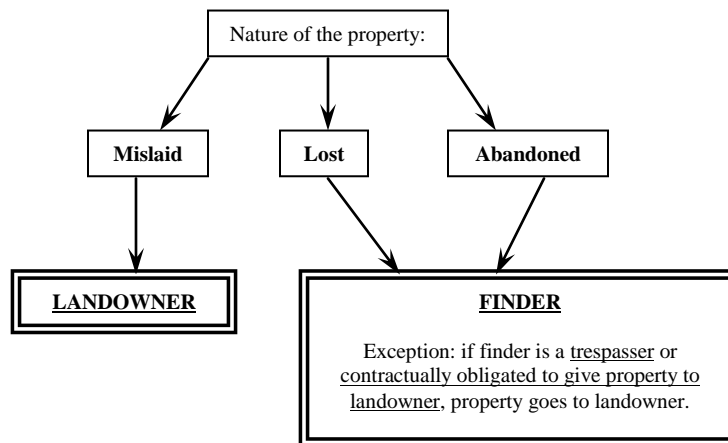 Nature of the property:
Mislaid
Lost
Abandoned
LANDOWNER
FINDER
Exception: if finder is a trespasser or
contractually obligated to give property to
landowner, property goes to landowner.